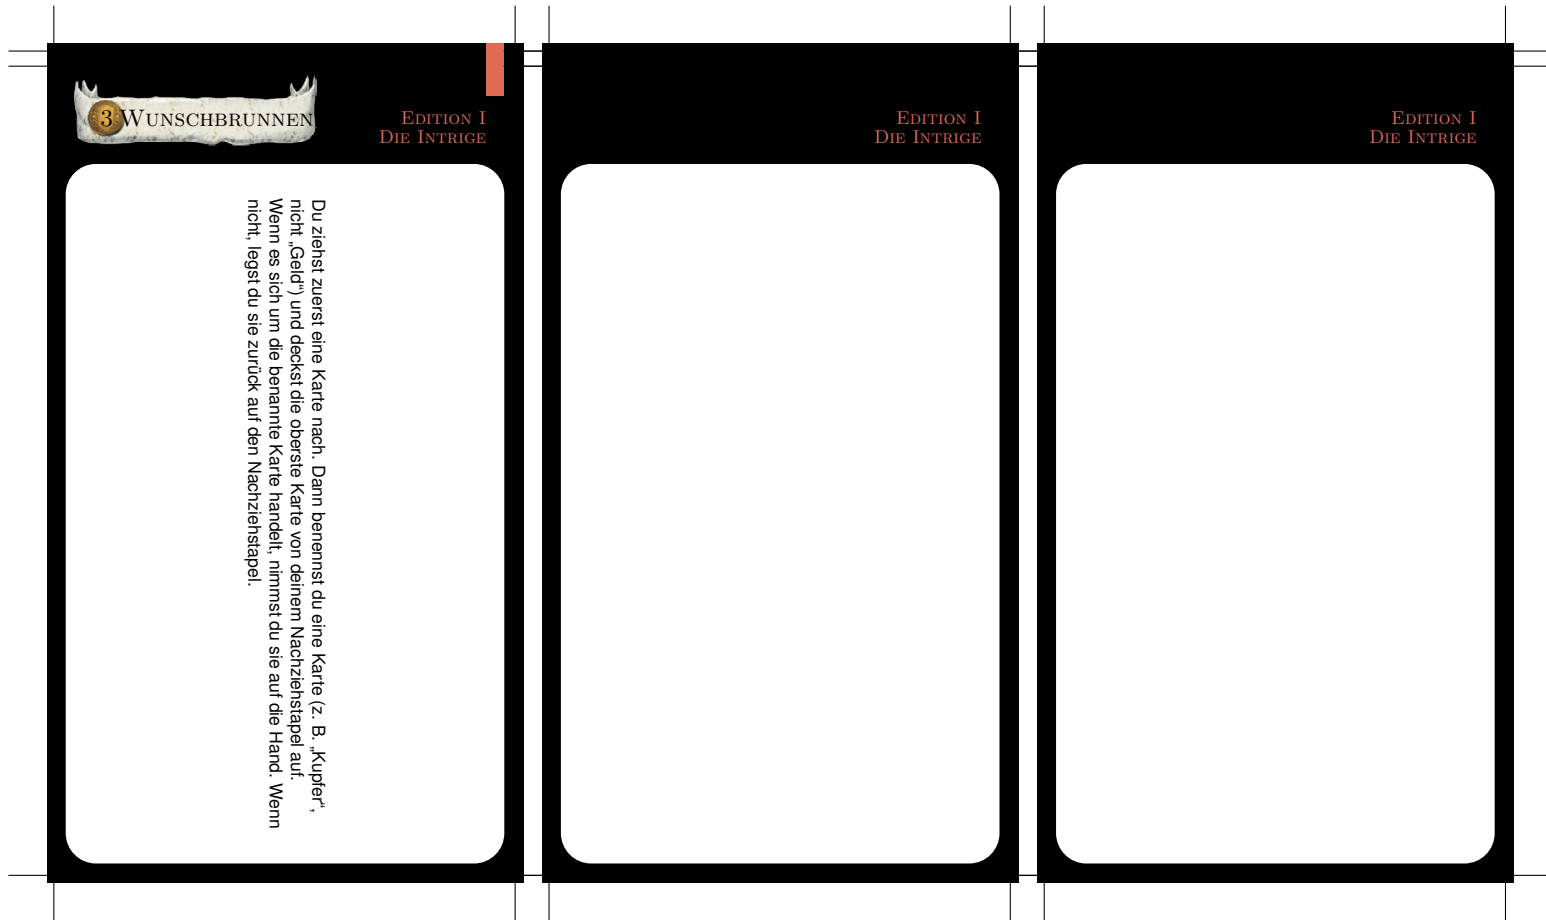 3 Wunschbrunnen
Edition I
Die Intrige
Du ziehst zuerst eine Karte nach. Dann benennst du eine Karte (z. B. „Kupfer“,
nicht „Geld“) und deckst die oberste Karte von deinem Nachziehstapel auf.
Wenn es sich um die benannte Karte handelt, nimmst du sie auf die Hand. Wenn
nicht, legst du sie zurück auf den Nachziehstapel.
Edition I
Die Intrige
Edition I
Die Intrige